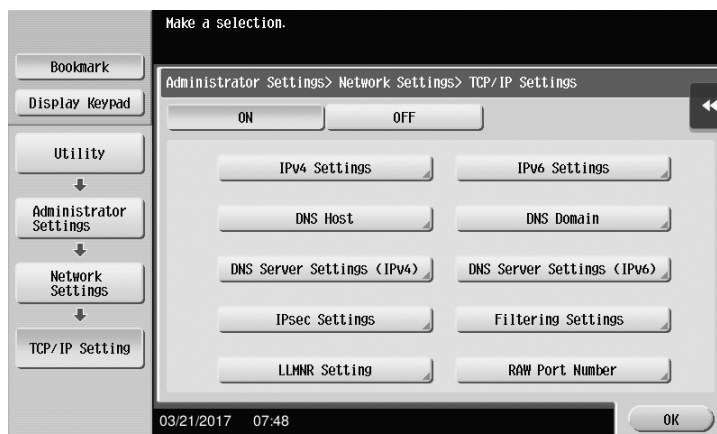 Make a selection.
Bookmark
Display Keypad
Utility
Administrator
Settings
Network
Settings
TCP/IP Setting
Administrator Settings> Network Settings> TCP/IP Settings
ON OFF
IPv4 Settings IPv6 Settings
DNS Host DNS Domain
DNS Server Settings (IPv4) DNS Server Settings (IPv6)
IPsec Settings Filtering Settings
LLMNR Setting RAW Port Number
03/21/2017 07:48
OK